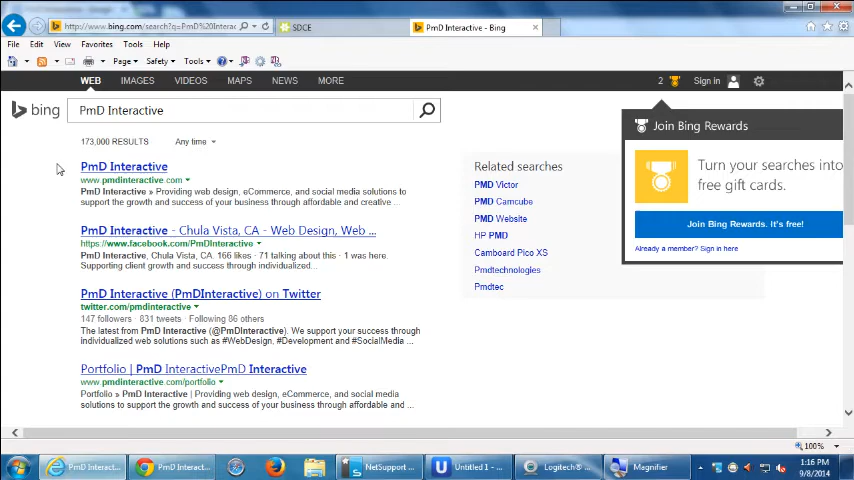 http://www.bing.com/search?q=PmD%20Interac
SDCE
PmD Interactive - Bing
File Edit View Favorites Tools Help
Page Safety Tools
WEB IMAGES VIDEOS MAPS NEWS MORE
2 Sign in
bing PmD Interactive
Join Bing Rewards
Turn your searches into
free gift cards.
Join Bing Rewards. It's free!
Already a member? Sign in here
173,000 RESULTS Any time
PmD Interactive
www.pmdinteractive.com
PmD Interactive » Providing web design, eCommerce, and social media solutions to
support the growth and success of your business through affordable and creative ...
PmD Interactive - Chula Vista, CA - Web Design, Web ...
https://www.facebook.com/PmDInteractive
PmD Interactive, Chula Vista, CA. 166 likes · 71 talking about this · 1 was here.
Supporting client growth and success through individualized...
PmD Interactive (PmDInteractive) on Twitter
twitter.com/pmdinteractive
147 followers · 831 tweets · Following 86 others
The latest from PmD Interactive (@PmDInteractive). We support your success through
individualized web solutions such as #WebDesign, #Development and #SocialMedia ...
Portfolio | PmD InteractivePmD Interactive
www.pmdinteractive.com/portfolio
Portfolio » PmD Interactive | Providing web design, eCommerce, and social media
solutions to support the growth and success of your business through affordable and ...
Related searches
PMD Victor
PMD Camcube
PMD Website
HP PMD
Camboard Pico XS
Pmdtechnologies
Pmdtec
100%
PmD Interact...
PmD Interact...
NetSupport ...
Untitled 1 - ...
Logitech® ...
Magnifier
1:16 PM
9/8/2014